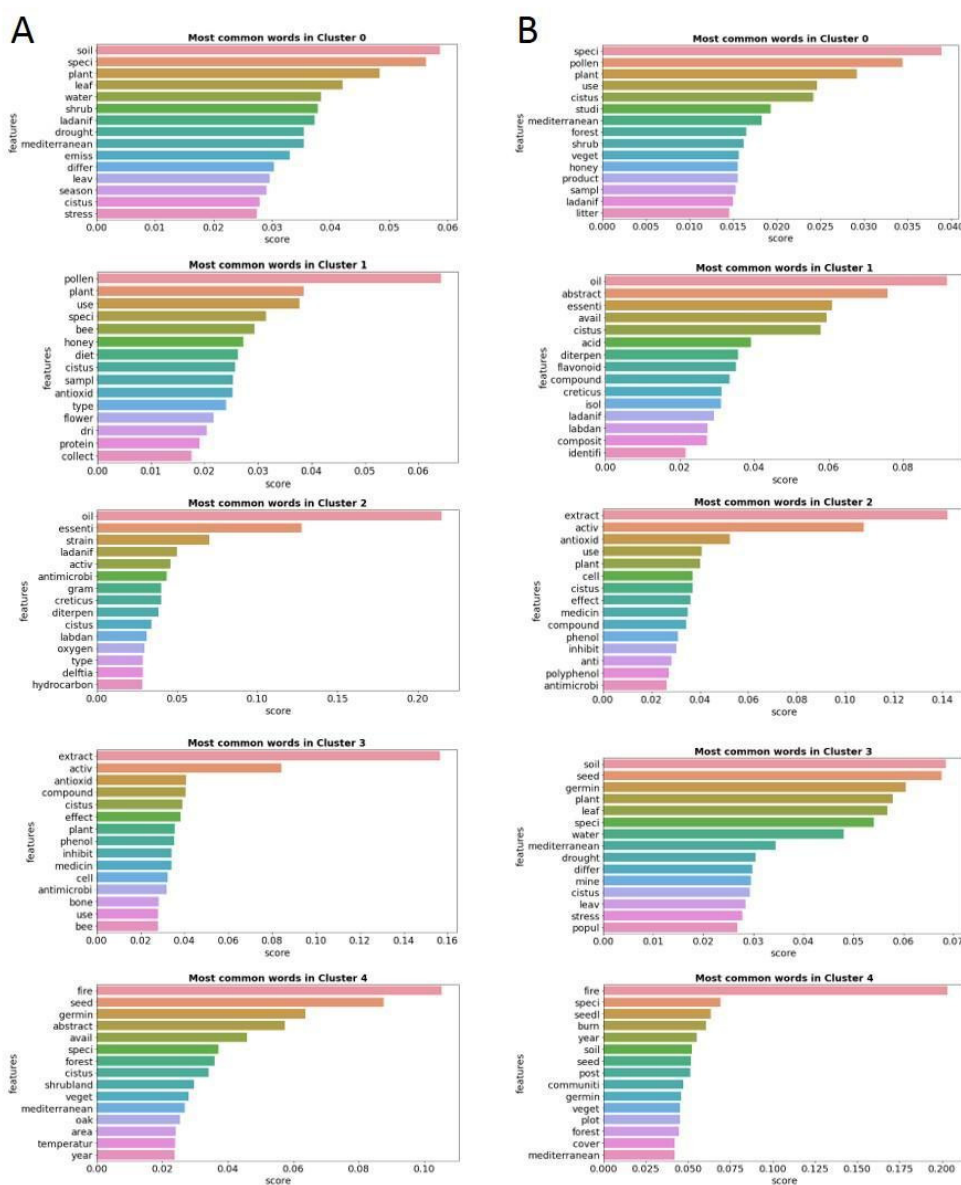 A
Most common words in Cluster 0
features
soil
speci
plant
leaf
water
shrub
ladanif
drought
mediterranean
emiss
differ
leav
season
cistus
stress
0.00 0.01 0.02 0.03 0.04 0.05 0.06
score
Most common words in Cluster 1
features
pollen
plant
use
speci
bee
honey
diet
cistus
sampl
antioxid
type
flower
dri
protein
collect
0.00 0.01 0.02 0.03 0.04 0.05 0.06
score
Most common words in Cluster 2
features
oil
essenti
strain
ladanif
activ
antimicrobi
gram
creticus
diterpen
cistus
labdan
oxygen
type
delftia
hydrocarbon
0.00 0.05 0.10 0.15 0.20
score
Most common words in Cluster 3
features
extract
activ
antioxid
compound
cistus
effect
plant
phenol
inhibit
medicin
cell
antimicrobi
bone
use
bee
0.00 0.02 0.04 0.06 0.08 0.10 0.12 0.14 0.16
score
Most common words in Cluster 4
features
fire
seed
germin
abstract
avail
speci
forest
cistus
shrubland
veget
mediterranean
oak
area
temperatur
year
0.00 0.02 0.04 0.06 0.08 0.10
score
B
Most common words in Cluster 0
features
speci
pollen
plant
use
cistus
studi
mediterranean
forest
shrub
veget
honey
product
sampl
ladanif
litter
0.000 0.005 0.010 0.015 0.020 0.025 0.030 0.035 0.040
score
Most common words in Cluster 1
features
oil
abstract
essenti
avail
cistus
acid
diterpen
flavonoid
compound
creticus
isol
ladanif
labdan
composit
identifi
0.00 0.02 0.04 0.06 0.08
score
Most common words in Cluster 2
features
extract
activ
antioxid
use
plant
cell
cistus
effect
medicin
compound
phenol
inhibit
anti
polyphenol
antimicrobi
0.00 0.02 0.04 0.06 0.08 0.10 0.12 0.14
score
Most common words in Cluster 3
features
soil
seed
germin
plant
leaf
speci
water
mediterranean
drought
differ
mine
cistus
leav
stress
popul
0.00 0.01 0.02 0.03 0.04 0.05 0.06 0.07
score
Most common words in Cluster 4
features
fire
speci
seedl
burn
year
soil
seed
post
communiti
germin
veget
plot
forest
cover
mediterranean
0.000 0.025 0.050 0.075 0.100 0.125 0.150 0.175 0.200
score